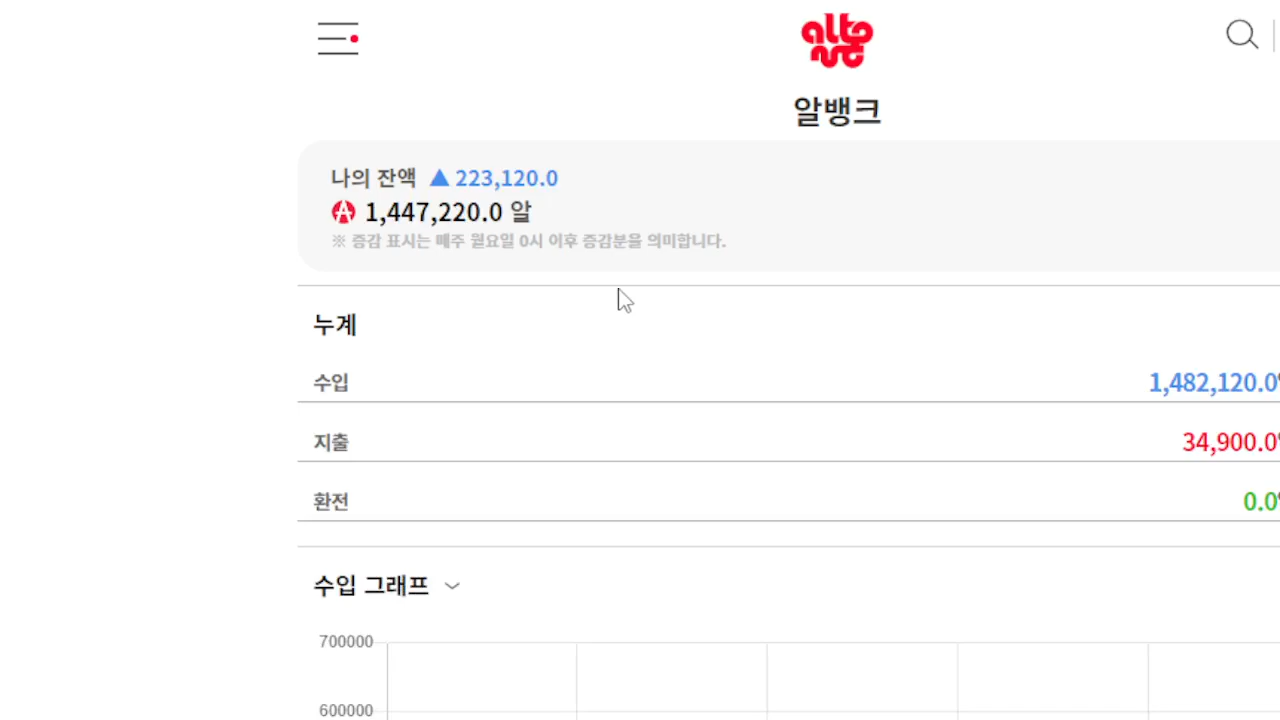 알뱅크
나의 잔액 ▲ 223,120.0
1,447,220.0 알
※ 증감 표시는 매주 월요일 0시 이후 증감분을 의미합니다.
누계
수입 1,482,120.0
지출 34,900.0
환전 0.0
수입 그래프
700000
600000